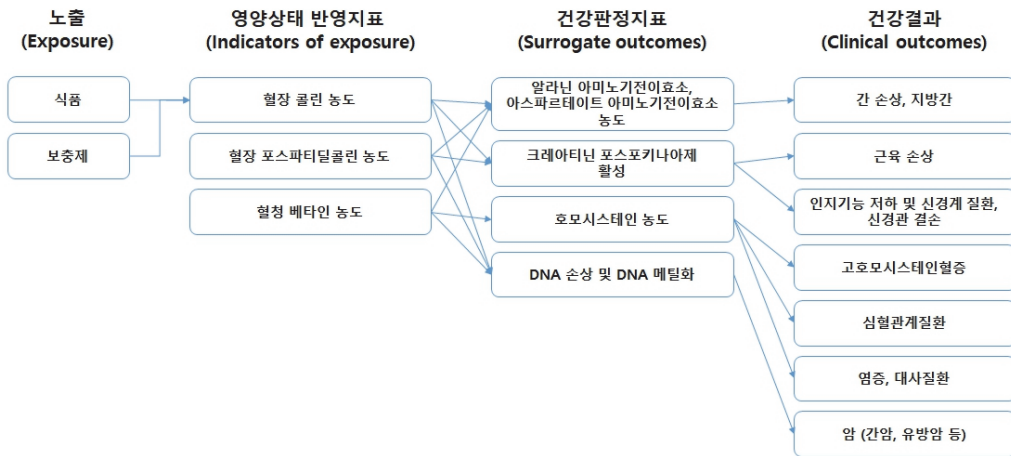 노출
(Exposure)
영양상태 반영지표
(Indicators of exposure)
건강판정지표
(Surrogate outcomes)
건강결과
(Clinical outcomes)
식품
보충제
혈장 콜린 농도
혈장 포스파티딜콜린 농도
혈청 베타인 농도
알라닌 아미노기전이효소,
아스파르테이트 아미노기전이효소
농도
크레아티닌 포스포키나아제
활성
호모시스테인 농도
DNA 손상 및 DNA 메틸화
간 손상, 지방간
근육 손상
인지기능 저하 및 신경계 질환,
신경관 결손
고호모시스테인혈증
심혈관계질환
염증, 대사질환
암 (간암, 유방암 등)